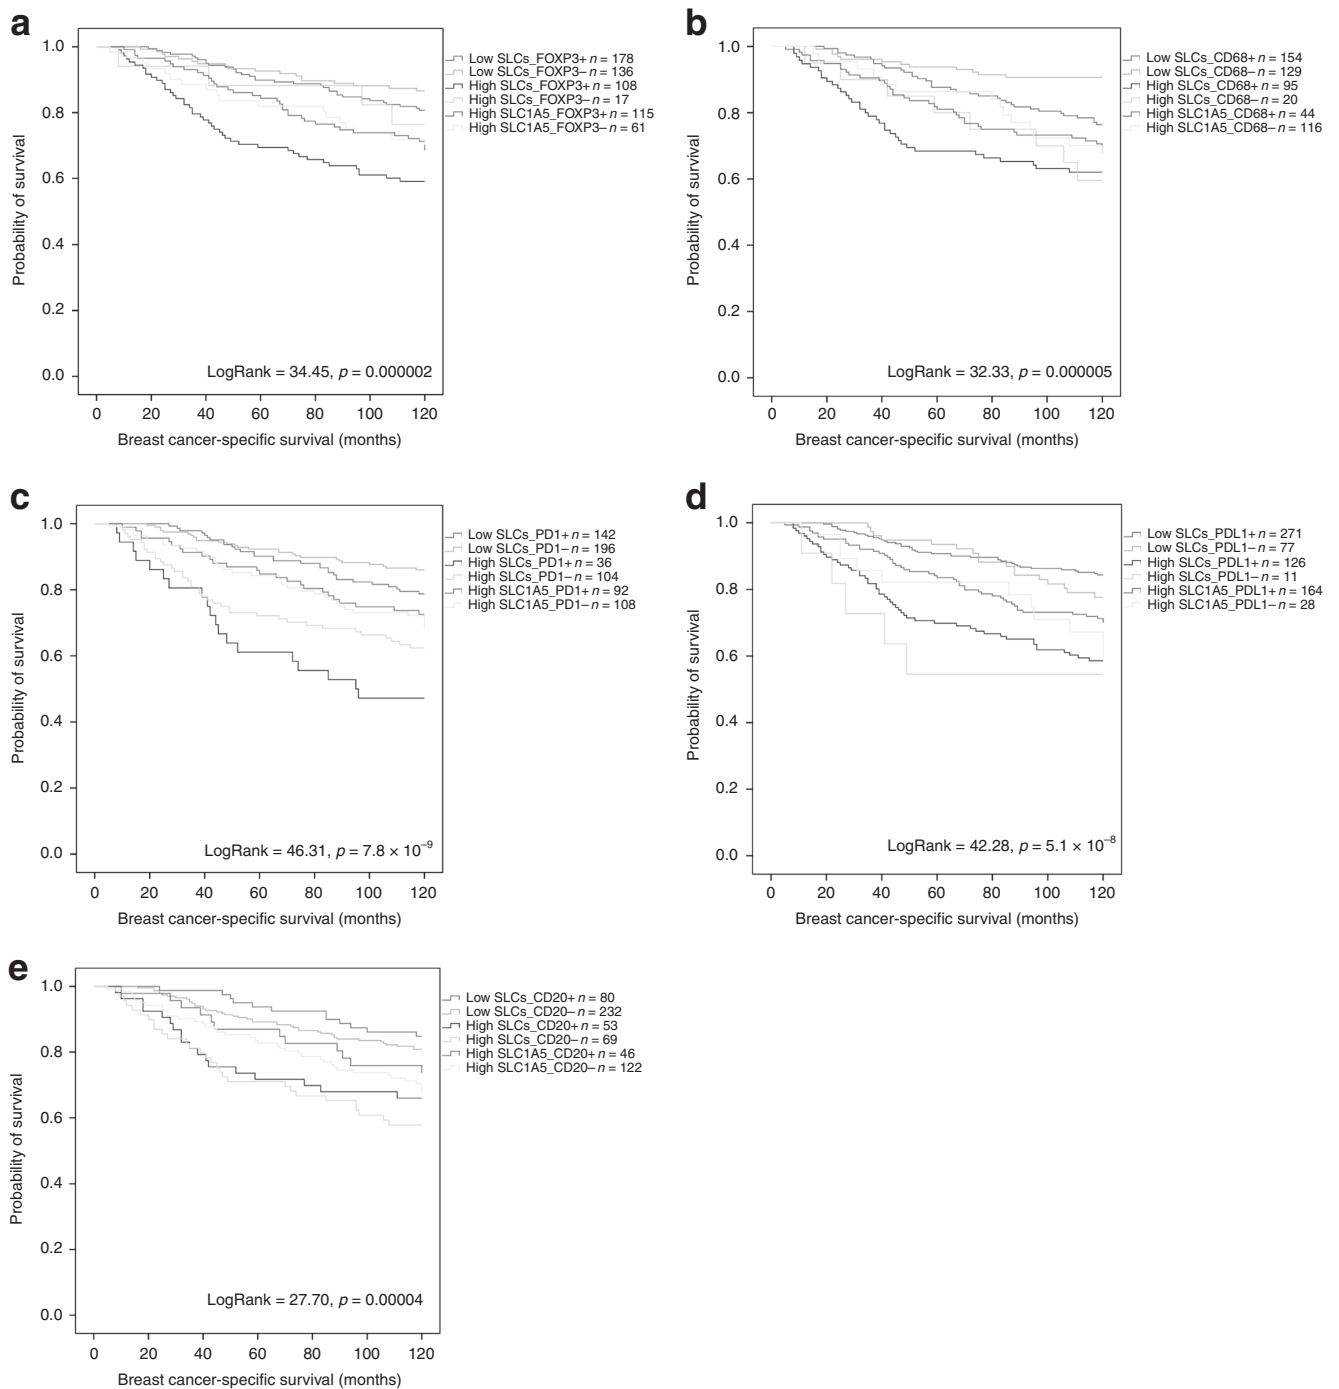 a
Probability of survival
1.0
0.8
0.6
0.4
0.2
0.0
Low SLCs_FOXP3+ n = 178
Low SLCs_FOXP3– n = 136
High SLCs_FOXP3+ n = 108
High SLCs_FOXP3– n = 17
High SLC1A5_FOXP3+ n = 115
High SLC1A5_FOXP3– n = 61
LogRank = 34.45, p = 0.000002
0 20 40 60 80 100 120
Breast cancer-specific survival (months)
b
Probability of survival
1.0
0.8
0.6
0.4
0.2
0.0
Low SLCs_CD68+ n = 154
Low SLCs_CD68– n = 129
High SLCs_CD68+ n = 95
High SLCs_CD68– n = 20
High SLC1A5_CD68+ n = 44
High SLC1A5_CD68– n = 116
LogRank = 32.33, p = 0.000005
0 20 40 60 80 100 120
Breast cancer-specific survival (months)
c
Probability of survival
1.0
0.8
0.6
0.4
0.2
0.0
Low SLCs_PD1+ n = 142
Low SLCs_PD1– n = 196
High SLCs_PD1+ n = 36
High SLCs_PD1– n = 104
High SLC1A5_PD1+ n = 92
High SLC1A5_PD1– n = 108
LogRank = 46.31, p = 7.8 × 10⁻⁹
0 20 40 60 80 100 120
Breast cancer-specific survival (months)
d
Probability of survival
1.0
0.8
0.6
0.4
0.2
0.0
Low SLCs_PDL1+ n = 271
Low SLCs_PDL1– n = 77
High SLCs_PDL1+ n = 126
High SLCs_PDL1– n = 11
High SLC1A5_PDL1+ n = 164
High SLC1A5_PDL1– n = 28
LogRank = 42.28, p = 5.1 × 10⁻⁸
0 20 40 60 80 100 120
Breast cancer-specific survival (months)
e
Probability of survival
1.0
0.8
0.6
0.4
0.2
0.0
Low SLCs_CD20+ n = 80
Low SLCs_CD20– n = 232
High SLCs_CD20+ n = 53
High SLCs_CD20– n = 69
High SLC1A5_CD20+ n = 46
High SLC1A5_CD20– n = 122
LogRank = 27.70, p = 0.00004
0 20 40 60 80 100 120
Breast cancer-specific survival (months)